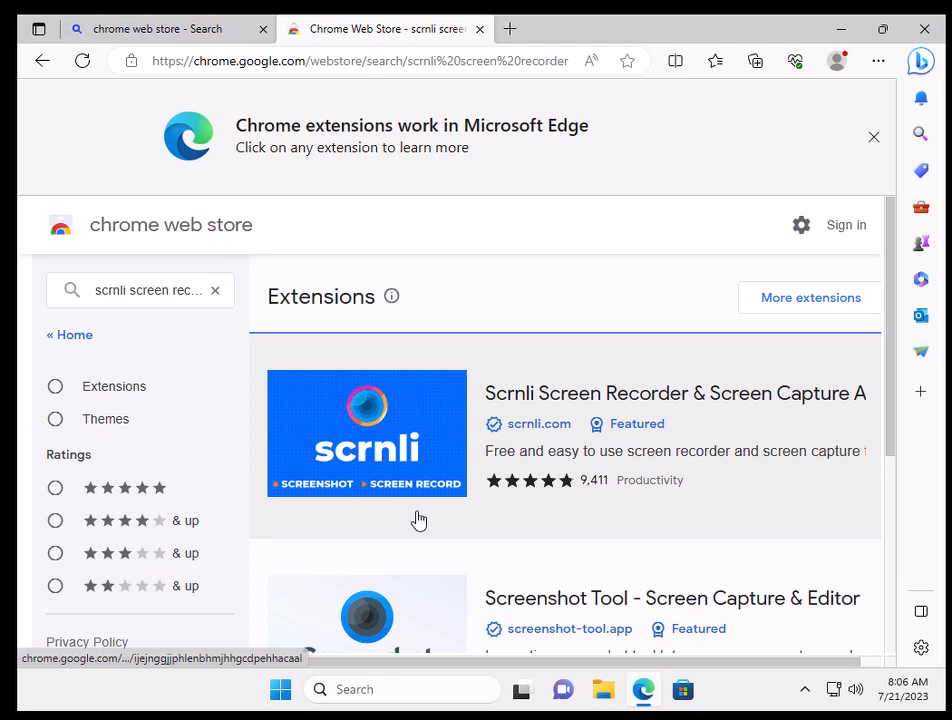 chrome web store - Search
Chrome Web Store - scrnli scree
https://chrome.google.com/webstore/search/scrnli%20screen%20recorder
Chrome extensions work in Microsoft Edge
Click on any extension to learn more
chrome web store
Sign in
scrnli screen rec...
« Home
Extensions
Themes
Ratings
& up
& up
& up
Privacy Policy
Extensions
More extensions
scrnli
SCREENSHOT
SCREEN RECORD
Scrnli Screen Recorder & Screen Capture A
scrnli.com
Featured
Free and easy to use screen recorder and screen capture
9,411 Productivity
Screenshot Tool - Screen Capture & Editor
screenshot-tool.app
Featured
chrome.google.com/.../ijejnggjjphlenbhmjhhgcdpehhacaal
Search
8:06 AM
7/21/2023